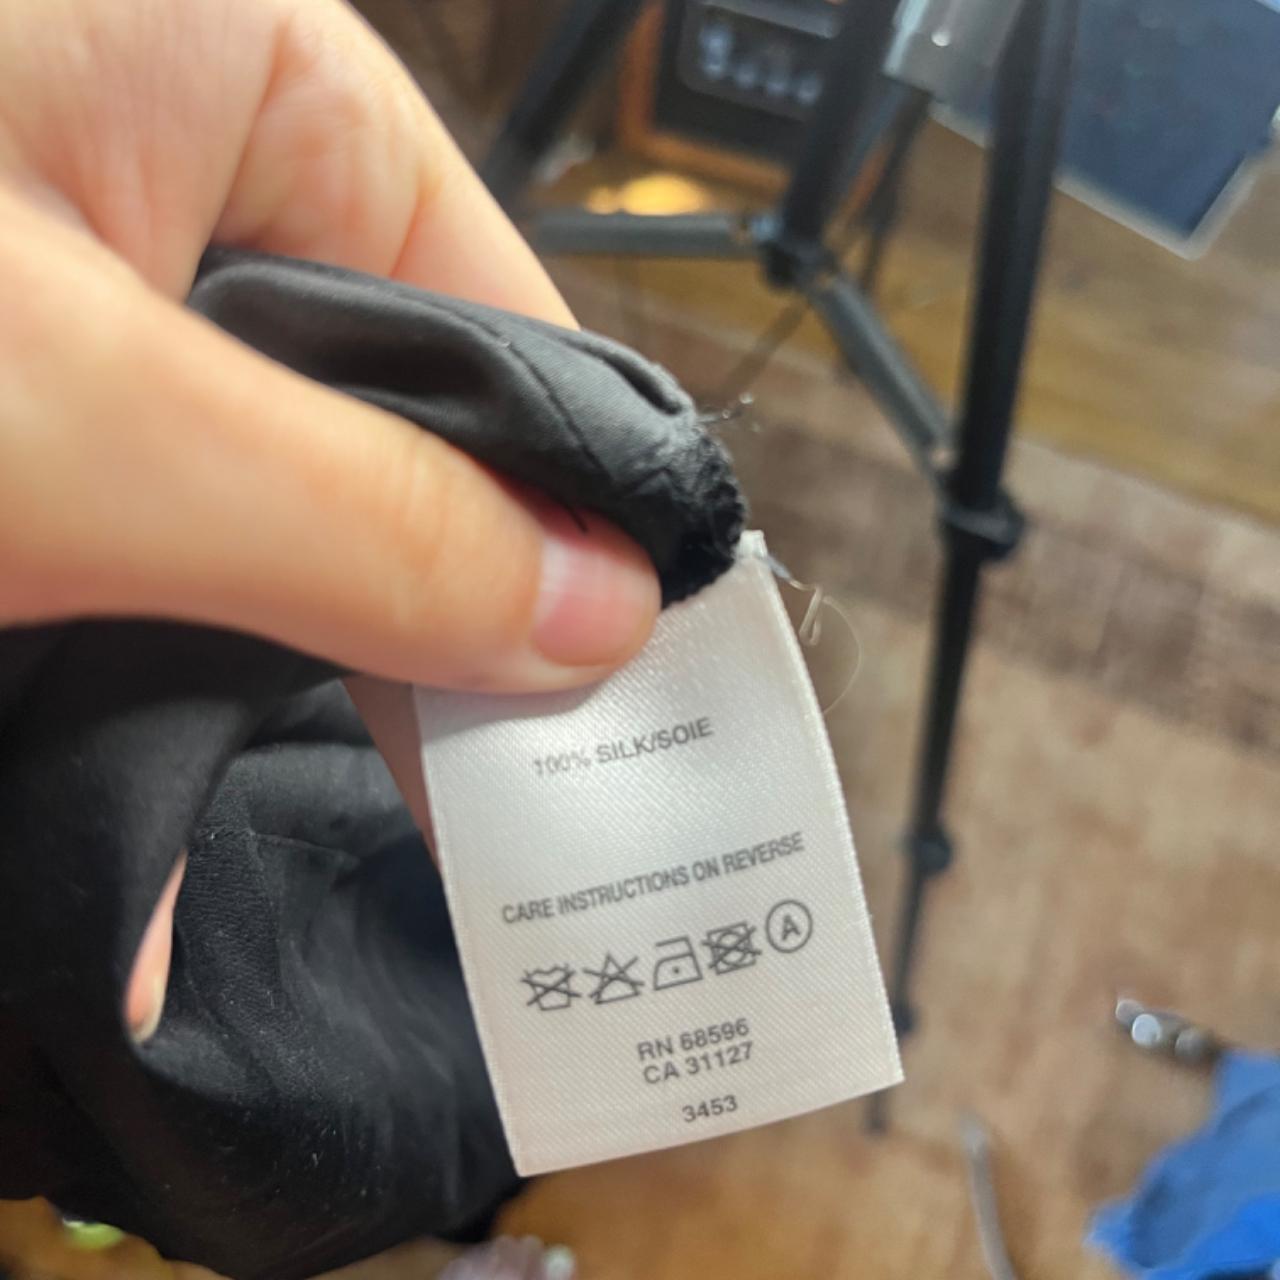 100% SILK/SOIE
CARE INSTRUCTIONS ON REVERSE
A
RN 68596
CA 31127
3453